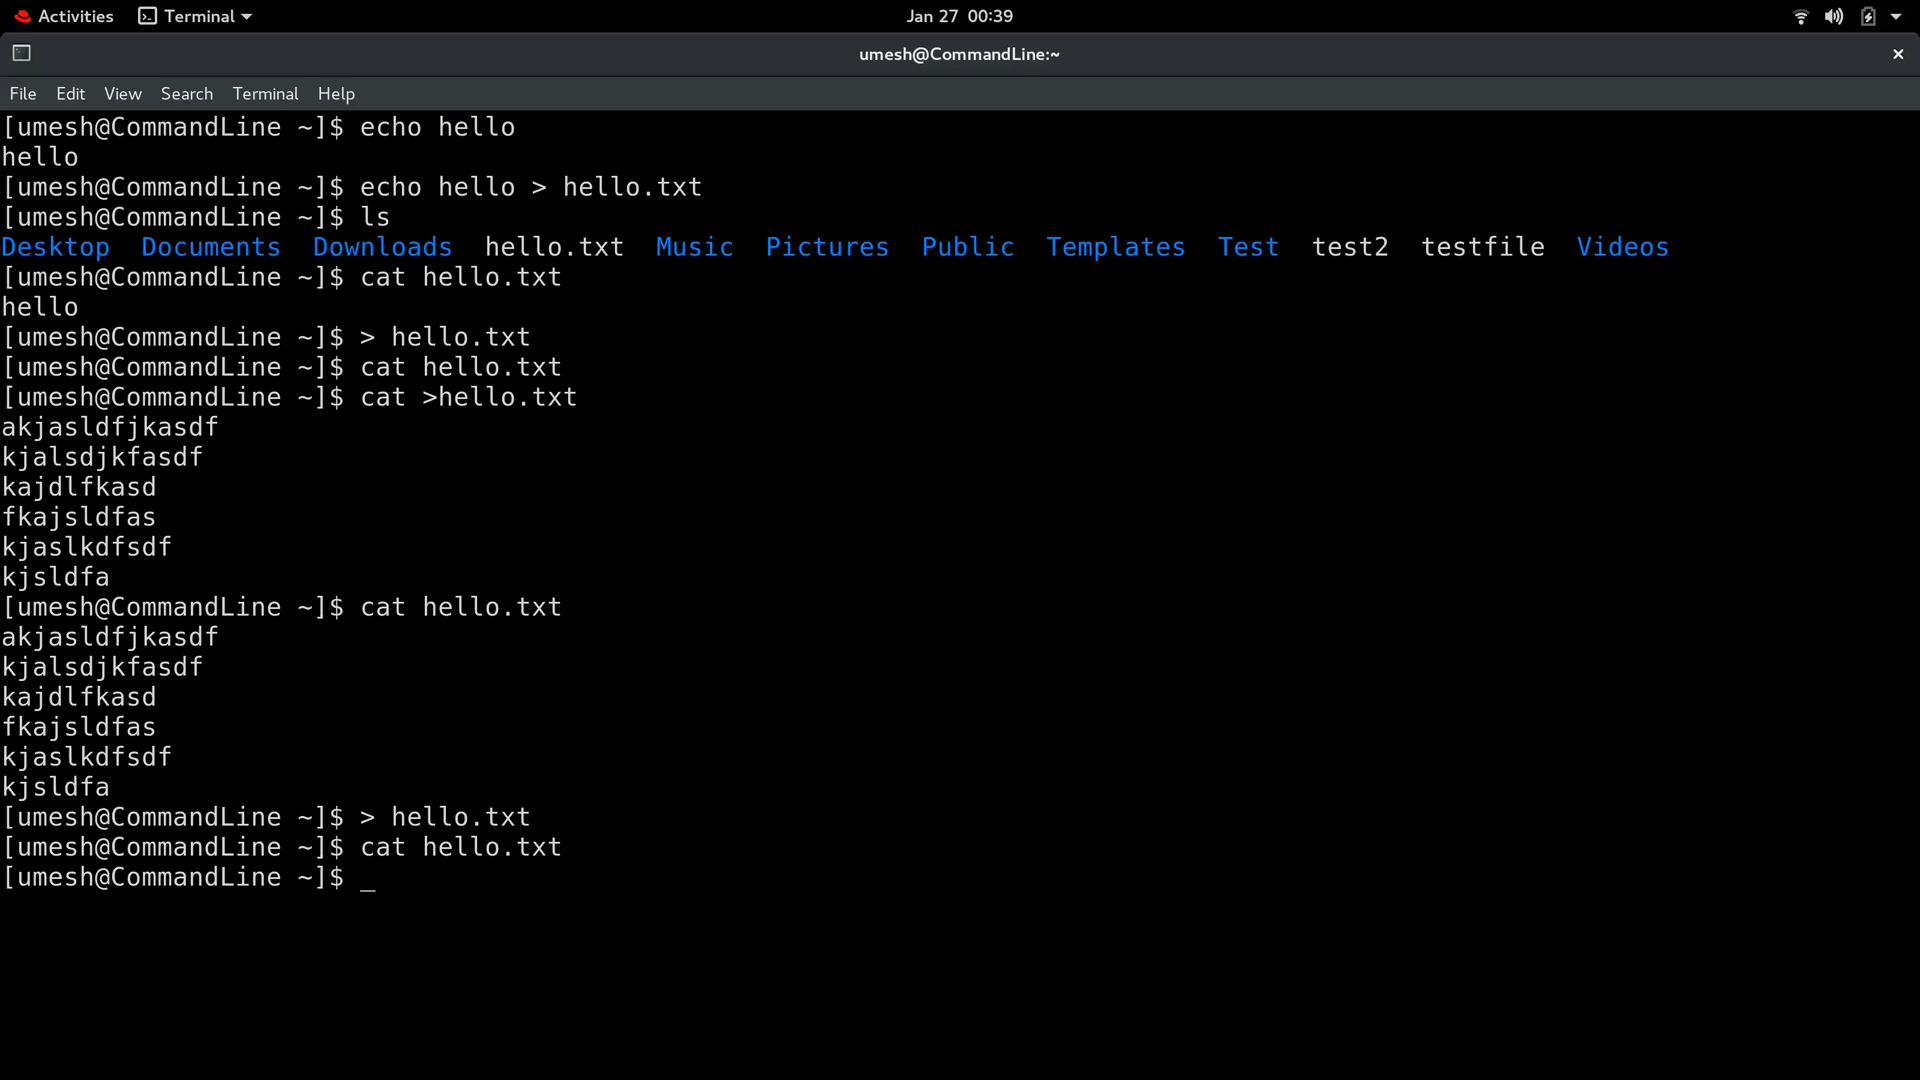 Activities Terminal Jan 27 00:39
umesh@CommandLine:~ ×
File Edit View Search Terminal Help
[umesh@CommandLine ~]$ echo hello
hello
[umesh@CommandLine ~]$ echo hello > hello.txt
[umesh@CommandLine ~]$ ls
Desktop Documents Downloads hello.txt Music Pictures Public Templates Test test2 testfile Videos
[umesh@CommandLine ~]$ cat hello.txt
hello
[umesh@CommandLine ~]$ > hello.txt
[umesh@CommandLine ~]$ cat hello.txt
[umesh@CommandLine ~]$ cat >hello.txt
akjasldfjkasdf
kjalsdjkfasdf
kajdlfkasd
fkajsldfas
kjaslkdfsdf
kjsldfa
[umesh@CommandLine ~]$ cat hello.txt
akjasldfjkasdf
kjalsdjkfasdf
kajdlfkasd
fkajsldfas
kjaslkdfsdf
kjsldfa
[umesh@CommandLine ~]$ > hello.txt
[umesh@CommandLine ~]$ cat hello.txt
[umesh@CommandLine ~]$ _